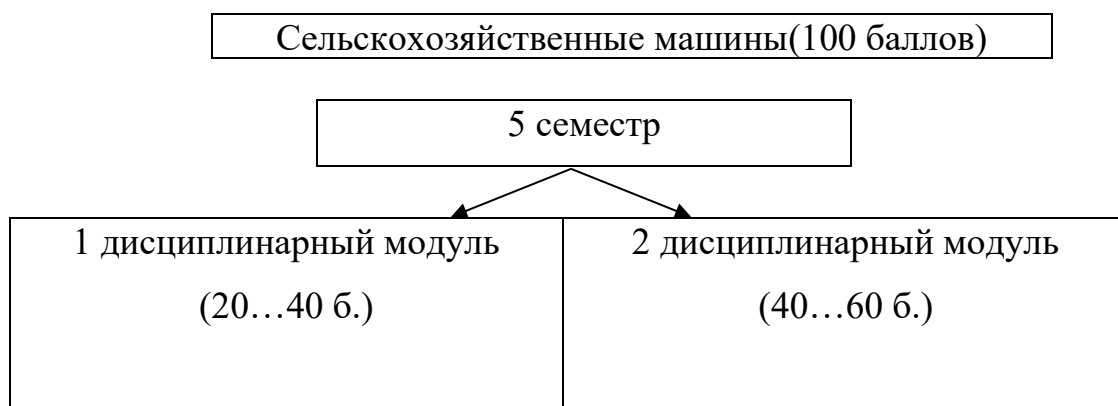 Сельскохозяйственные машины(100 баллов)
5 семестр
1 дисциплинарный модуль
(20…40 б.)
2 дисциплинарный модуль
(40…60 б.)